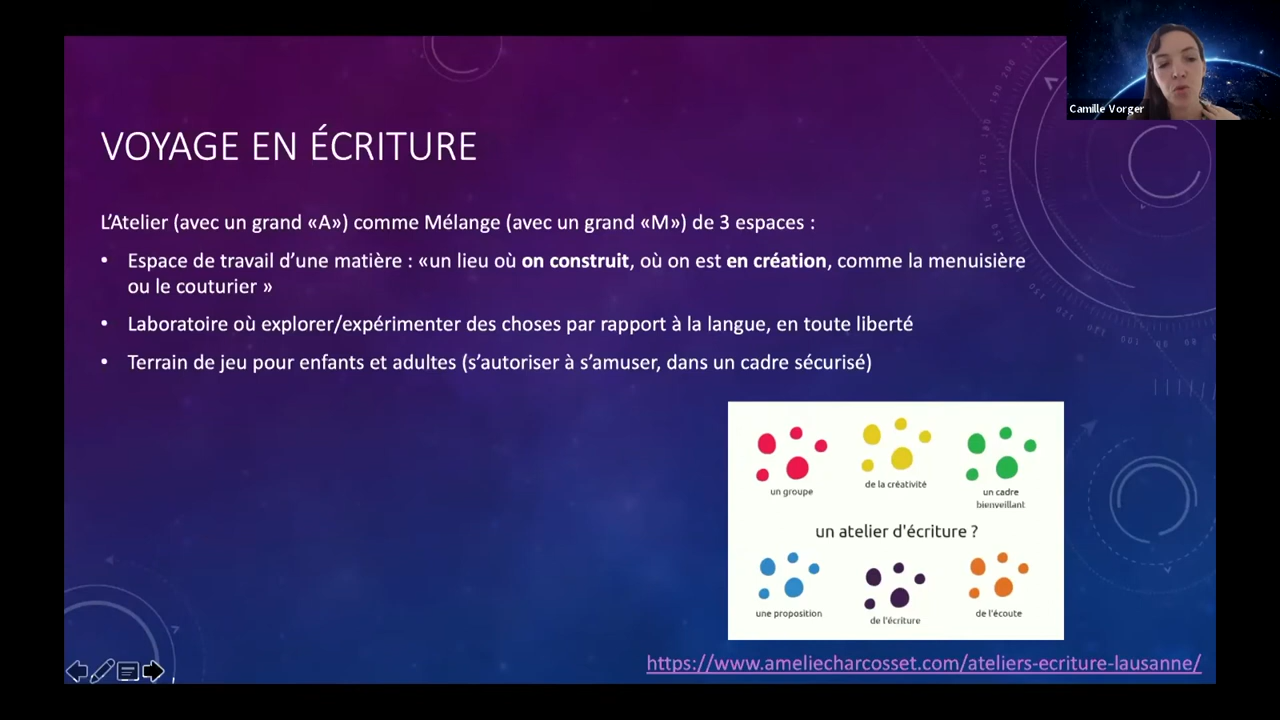 Camille Vorger
VOYAGE EN ÉCRITURE
L'Atelier (avec un grand «A») comme Mélange (avec un grand «M») de 3 espaces :
• Espace de travail d'une matière : «un lieu où on construit, où on est en création, comme la menuisière
ou le couturier »
• Laboratoire où explorer/expérimenter des choses par rapport à la langue, en toute liberté
• Terrain de jeu pour enfants et adultes (s'autoriser à s'amuser, dans un cadre sécurisé)
un groupe
de la créativité
un cadre
bienveillant
un atelier d'écriture ?
une proposition
de l'écriture
de l'écoute
https://www.ameliecharcosset.com/ateliers-ecriture-lausanne/